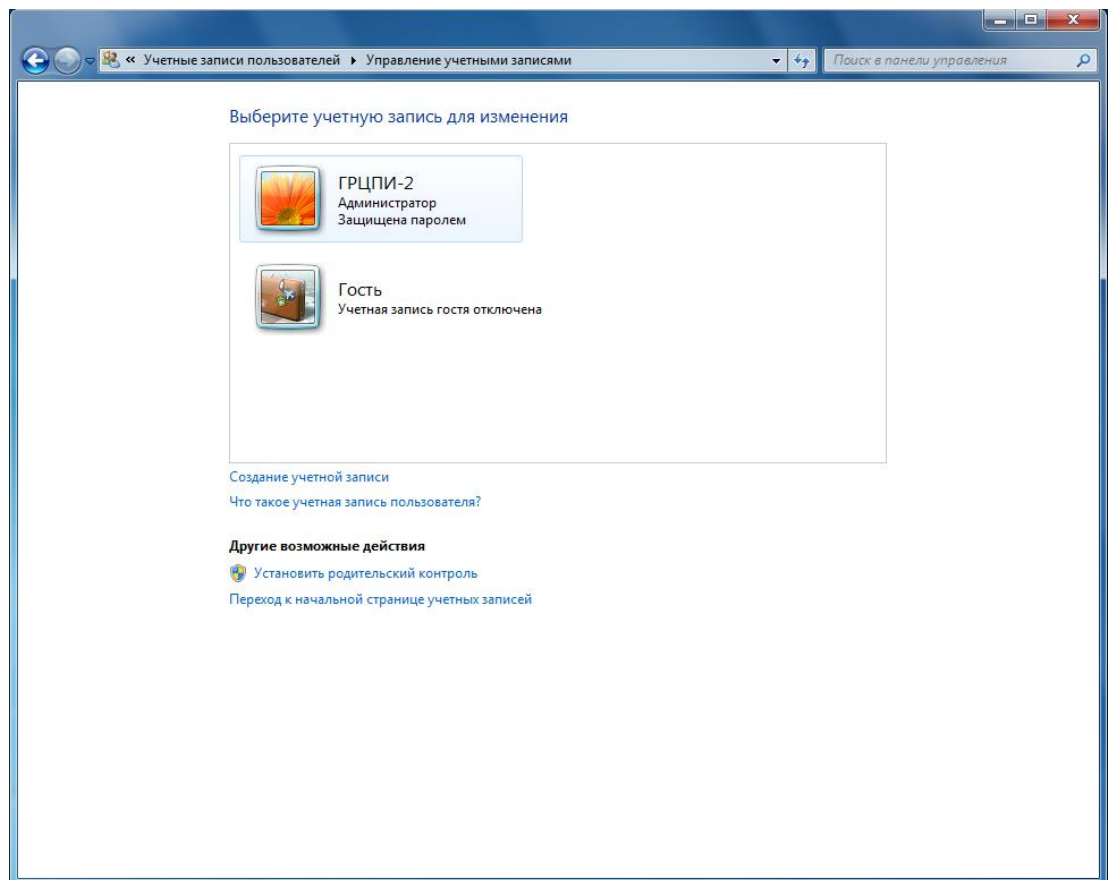 « Учетные записи пользователей ▸ Управление учетными записями
Поиск в панели управления
Выберите учетную запись для изменения
ГРЦПИ-2
Администратор
Защищена паролем
Гость
Учетная запись гостя отключена
Создание учетной записи
Что такое учетная запись пользователя?
Другие возможные действия
Установить родительский контроль
Переход к начальной странице учетных записей